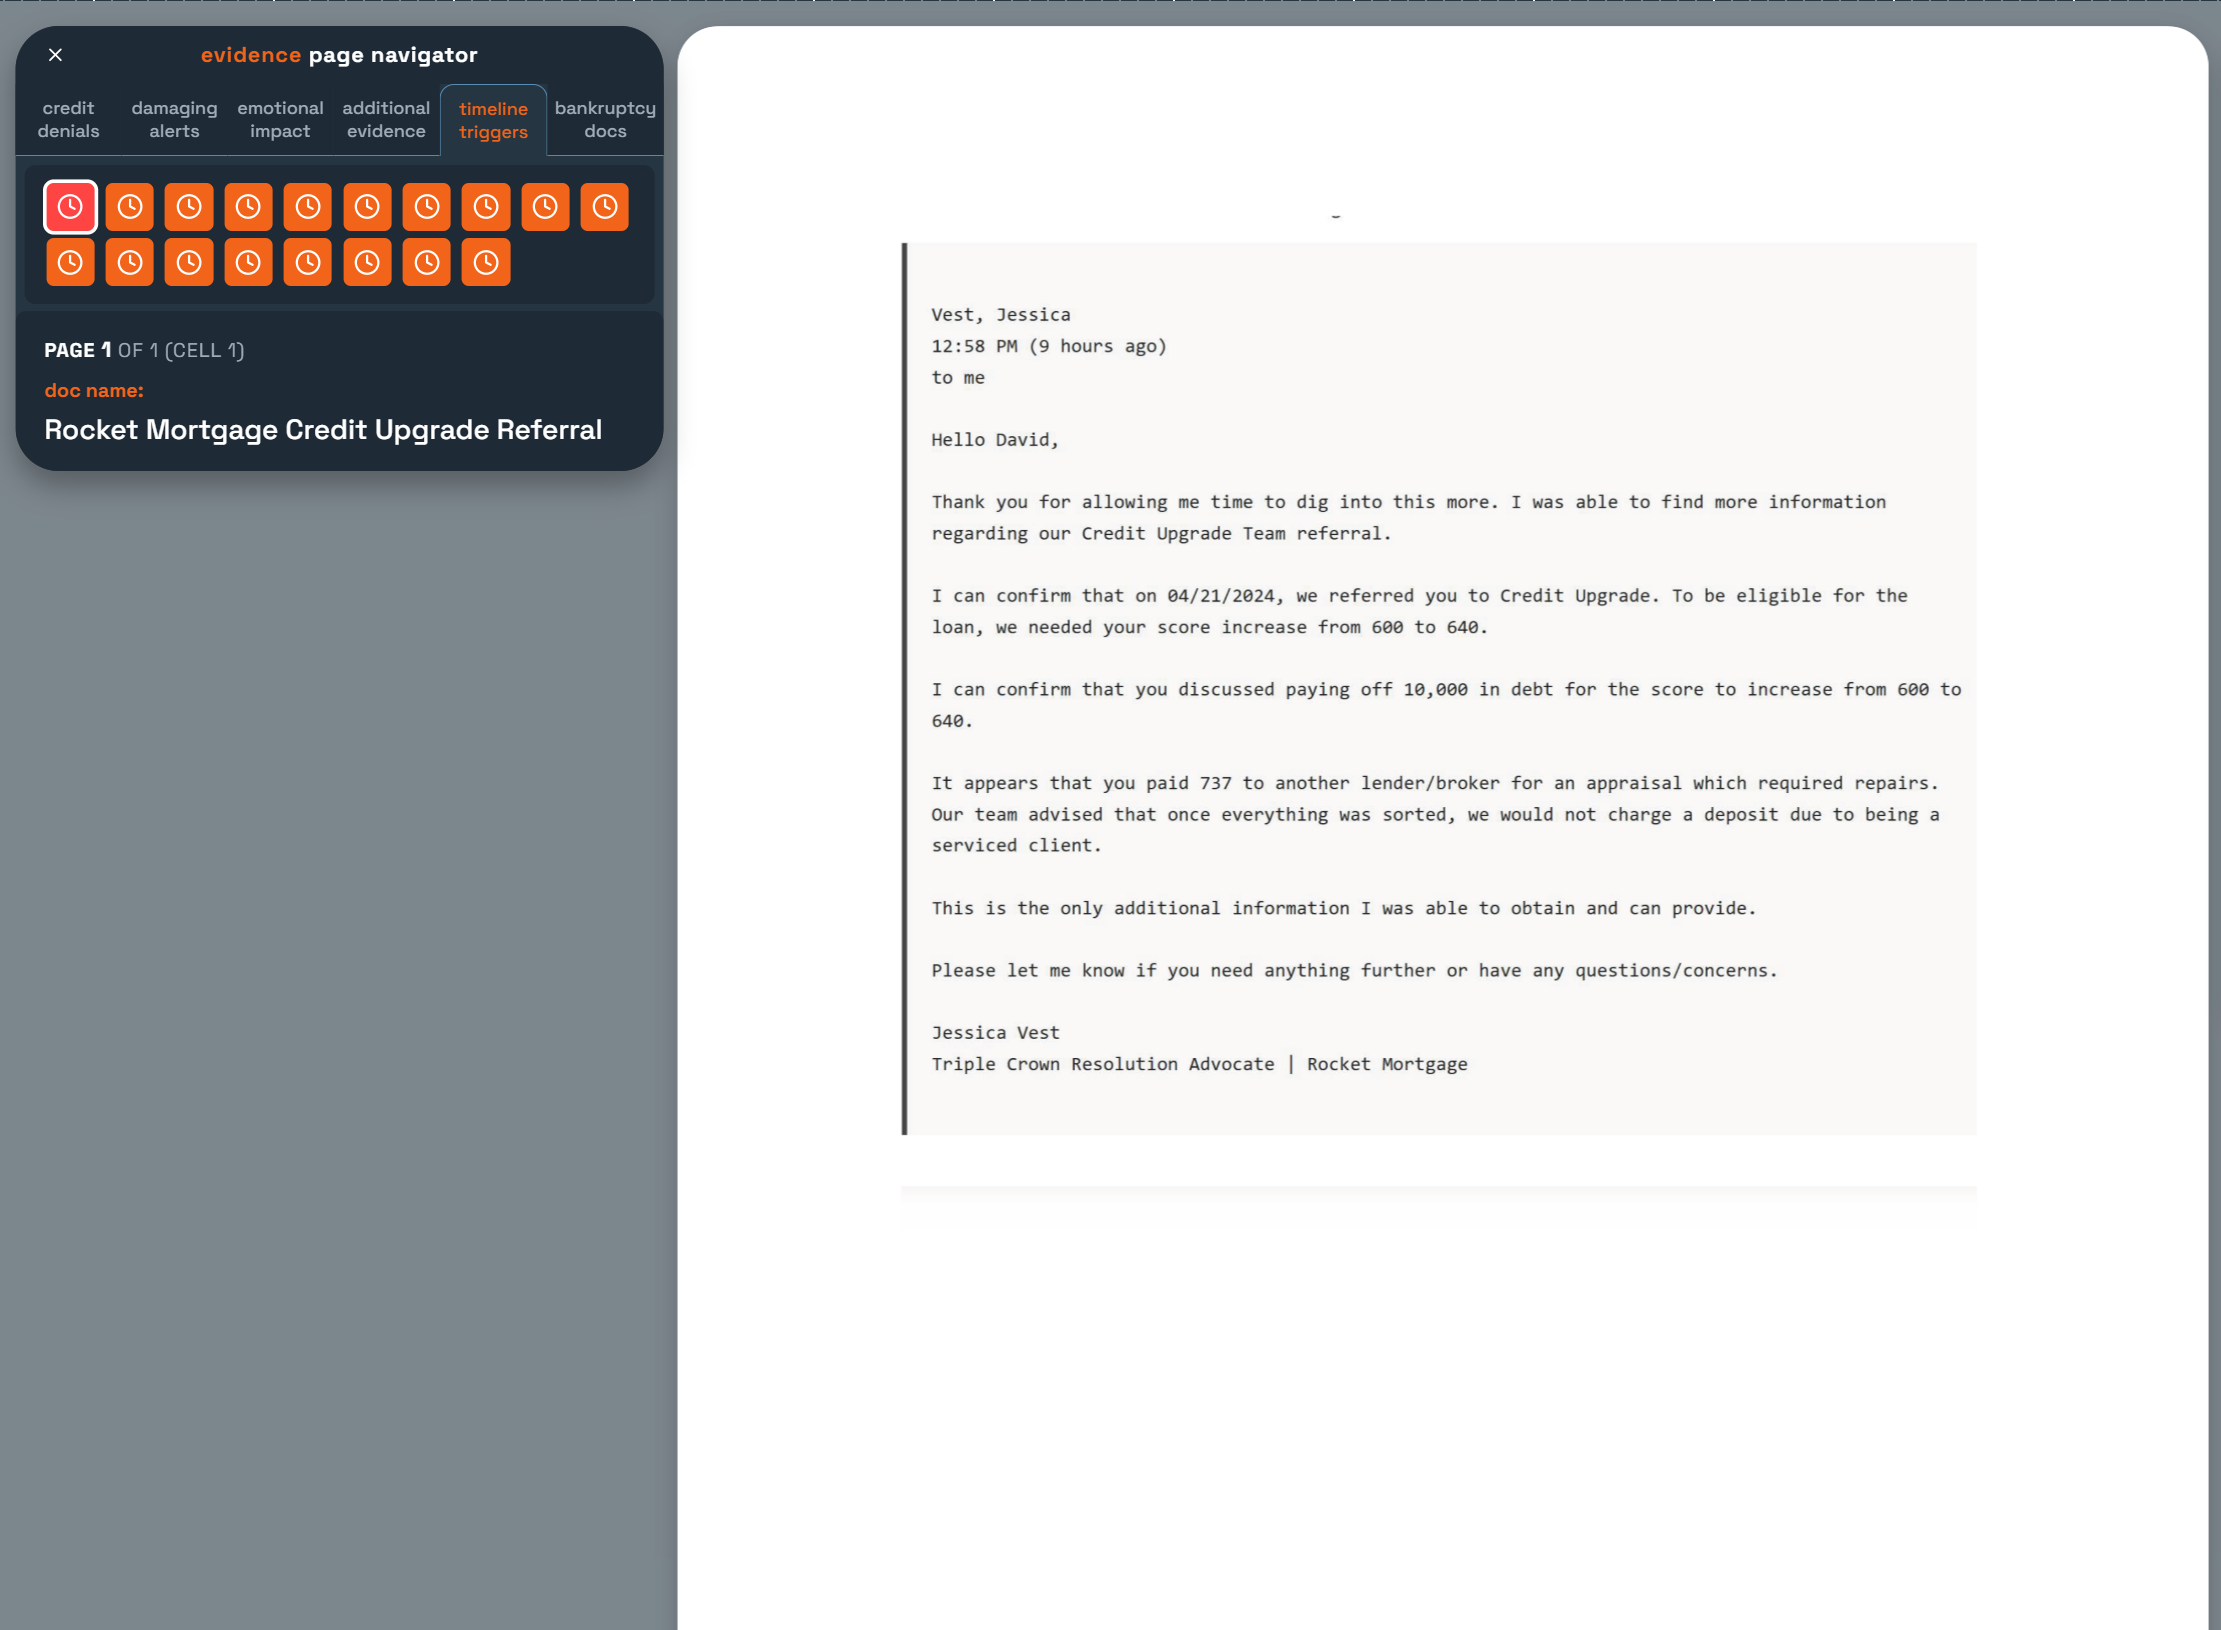 evidence page navigator
credit denials
damaging alerts
emotional impact
additional evidence
timeline triggers
bankruptcy docs
PAGE 1 OF 1 (CELL 1)
doc name:
Rocket Mortgage Credit Upgrade Referral
Vest, Jessica
12:58 PM (9 hours ago)
to me
Hello David,
Thank you for allowing me time to dig into this more. I was able to find more information
regarding our Credit Upgrade Team referral.
I can confirm that on 04/21/2024, we referred you to Credit Upgrade. To be eligible for the
loan, we needed your score increase from 600 to 640.
I can confirm that you discussed paying off 10,000 in debt for the score to increase from 600 to
640.
It appears that you paid 737 to another lender/broker for an appraisal which required repairs.
Our team advised that once everything was sorted, we would not charge a deposit due to being a
serviced client.
This is the only additional information I was able to obtain and can provide.
Please let me know if you need anything further or have any questions/concerns.
Jessica Vest
Triple Crown Resolution Advocate | Rocket Mortgage